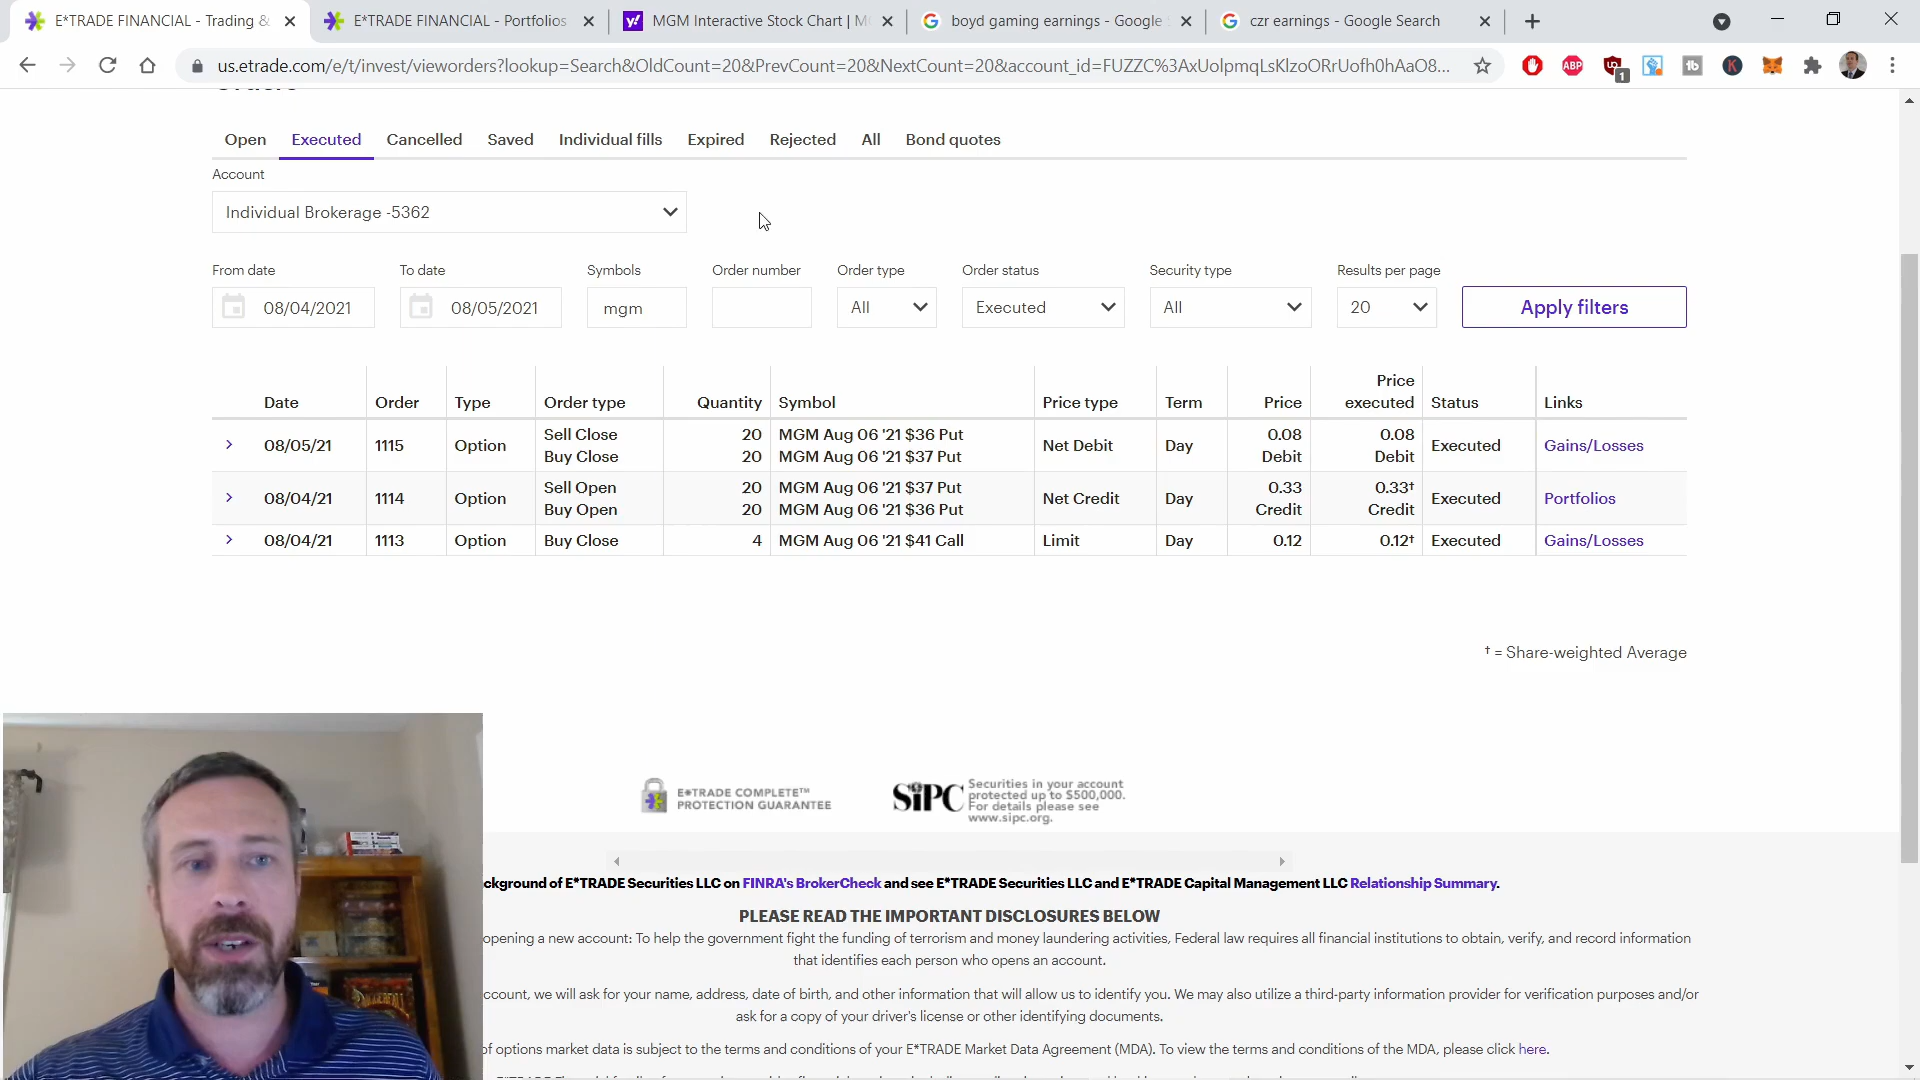 E*TRADE FINANCIAL - Trading &
E*TRADE FINANCIAL - Portfolios
MGM Interactive Stock Chart | M
boyd gaming earnings - Google
czr earnings - Google Search
us.etrade.com/e/t/invest/vieworders?lookup=Search&OldCount=20&PrevCount=20&NextCount=20&account_id=FUZZC%3AxUolpmqLsKlzoORrUofh0hAaO8...
Open Executed Cancelled Saved Individual fills Expired Rejected All Bond quotes
Account
Individual Brokerage -5362
From date To date Symbols Order number Order type Order status Security type Results per page
08/04/2021 08/05/2021 mgm All Executed All 20 Apply filters
Date Order Type Order type Quantity Symbol Price type Term Price Price executed Status Links
08/05/21 1115 Option Sell Close 20 MGM Aug 06 '21 $36 Put Net Debit Day 0.08 0.08 Executed Gains/Losses
Buy Close 20 MGM Aug 06 '21 $37 Put Debit Debit
08/04/21 1114 Option Sell Open 20 MGM Aug 06 '21 $37 Put Net Credit Day 0.33 0.33† Executed Portfolios
Buy Open 20 MGM Aug 06 '21 $36 Put Credit Credit
08/04/21 1113 Option Buy Close 4 MGM Aug 06 '21 $41 Call Limit Day 0.12 0.12† Executed Gains/Losses
† = Share-weighted Average
E*TRADE COMPLETE™
PROTECTION GUARANTEE
SiPC
Securities in your account
protected up to $500,000.
For details please see
www.sipc.org.
ckground of E*TRADE Securities LLC on FINRA's BrokerCheck and see E*TRADE Securities LLC and E*TRADE Capital Management LLC Relationship Summary.
PLEASE READ THE IMPORTANT DISCLOSURES BELOW
opening a new account: To help the government fight the funding of terrorism and money laundering activities, Federal law requires all financial institutions to obtain, verify, and record information
that identifies each person who opens an account.
ccount, we will ask for your name, address, date of birth, and other information that will allow us to identify you. We may also utilize a third-party information provider for verification purposes and/or
ask for a copy of your driver's license or other identifying documents.
of options market data is subject to the terms and conditions of your E*TRADE Market Data Agreement (MDA). To view the terms and conditions of the MDA, please click here.